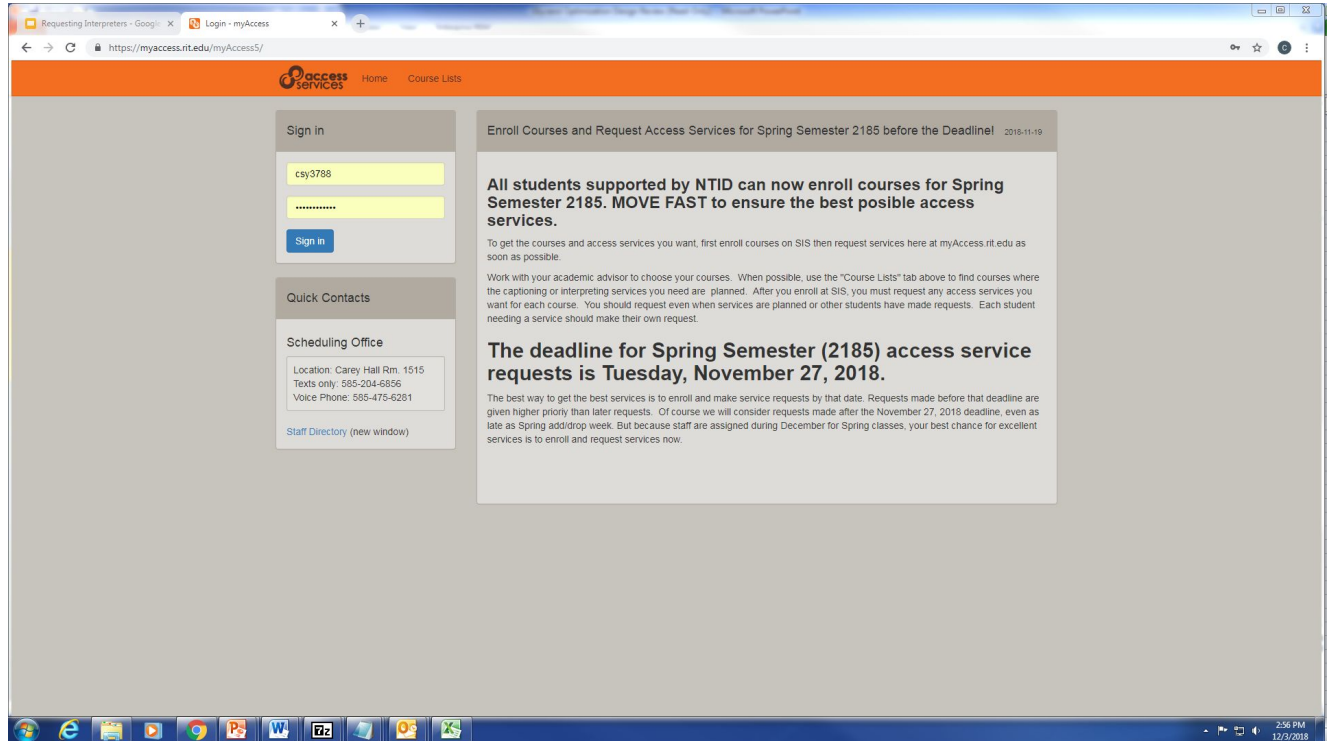 Requesting Interpreters - Googl
Login - myAccess
https://myaccess.rit.edu/myAccess5/
access services
Home
Course Lists
Sign in
csy3788
••••••••••••
Sign in
Quick Contacts
Scheduling Office
Location: Carey Hall Rm. 1515
Texts only: 585-204-6856
Voice Phone: 585-475-6281
Staff Directory (new window)
Enroll Courses and Request Access Services for Spring Semester 2185 before the Deadline! 2018-11-19
All students supported by NTID can now enroll courses for Spring
Semester 2185. MOVE FAST to ensure the best posible access
services.
To get the courses and access services you want, first enroll courses on SIS then request services here at myAccess.rit.edu as
soon as possible.
Work with your academic advisor to choose your courses. When possible, use the "Course Lists" tab above to find courses where
the captioning or interpreting services you need are planned. After you enroll at SIS, you must request any access services you
want for each course. You should request even when services are planned or other students have made requests. Each student
needing a service should make their own request.
The deadline for Spring Semester (2185) access service
requests is Tuesday, November 27, 2018.
The best way to get the best services is to enroll and make service requests by that date. Requests made before that deadline are
given higher priorly than later requests. Of course we will consider requests made after the November 27, 2018 deadline, even as
late as Spring add/drop week. But because staff are assigned during December for Spring classes, your best chance for excellent
services is to enroll and request services now.
2:56 PM
12/3/2018